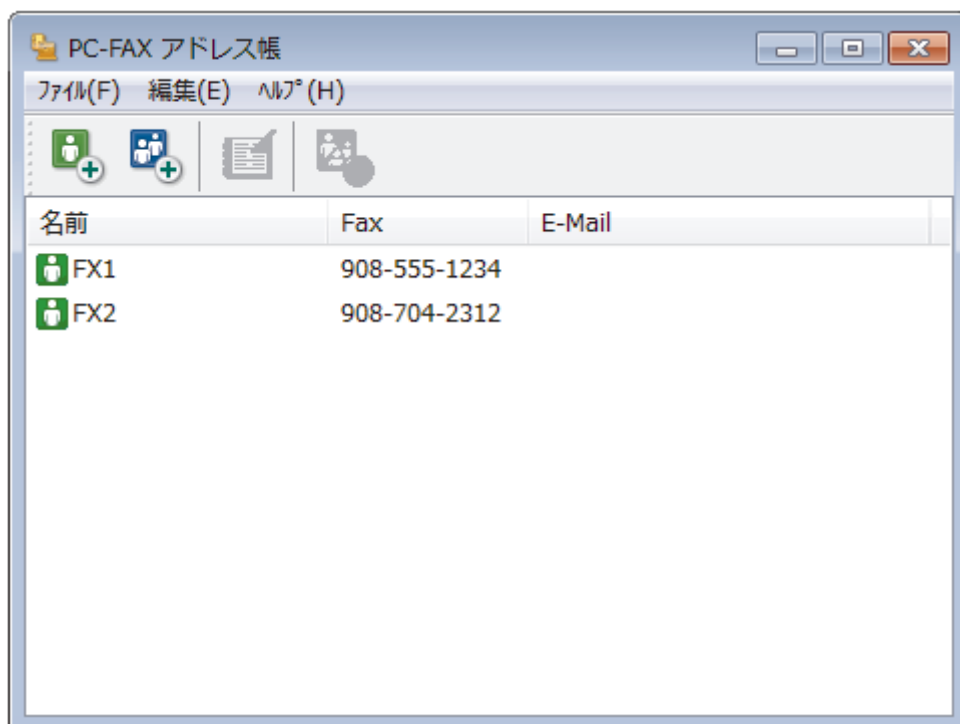 PC-FAX アドレス帳
ﾌｧｲﾙ(F) 編集(E) ﾍﾙﾌﾟ(H)
名前 Fax E-Mail
FX1 908-555-1234
FX2 908-704-2312